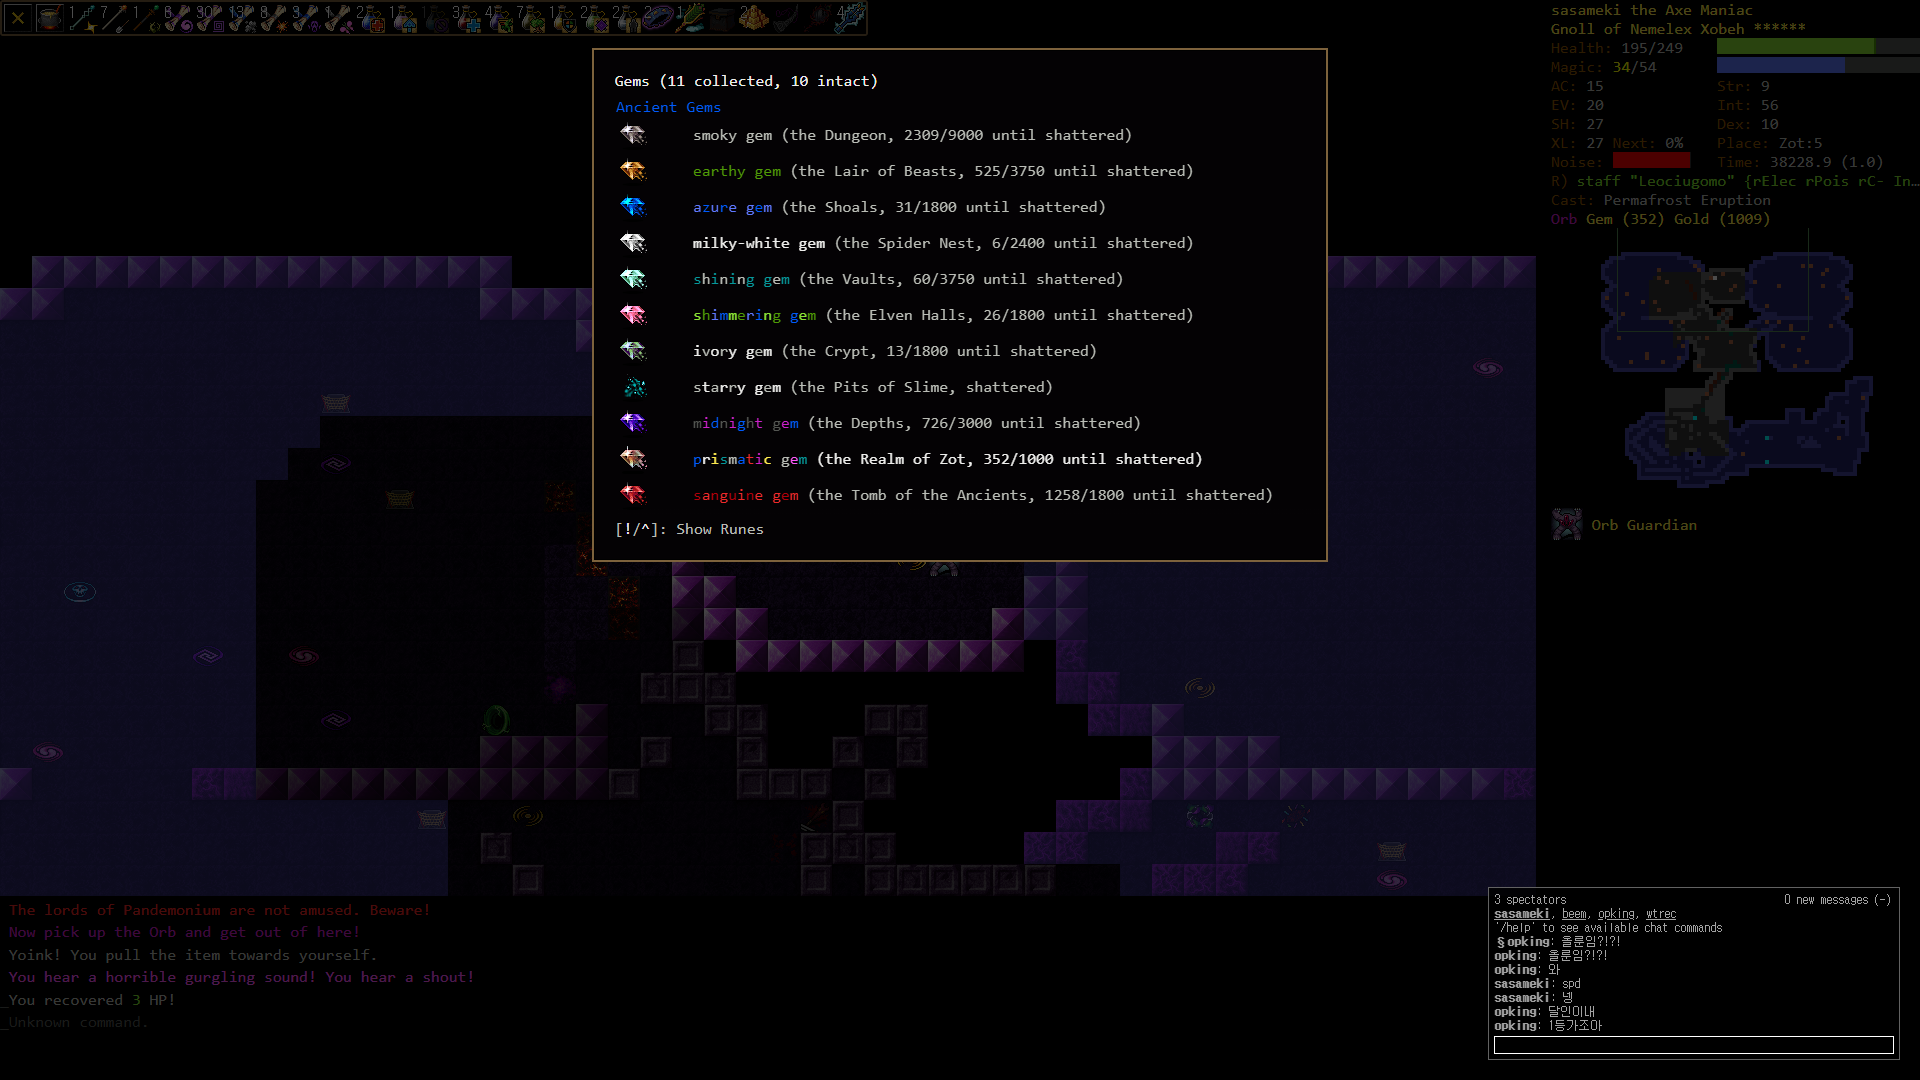 sasameki the Axe Maniac
Gnoll of Nemelex Xobeh ******
Health: 195/249
Magic: 34/54
AC: 15 Str: 9
EV: 20 Int: 56
SH: 27 Dex: 10
XL: 27 Next: 0% Place: Zot:5
Noise: Time: 38228.9 (1.0)
R) staff "Leociugomo" {rElec rPois rC- In…
Cast: Permafrost Eruption
Orb Gem (352) Gold (1009)
Orb Guardian
Gems (11 collected, 10 intact)
Ancient Gems
smoky gem (the Dungeon, 2309/9000 until shattered)
earthy gem (the Lair of Beasts, 525/3750 until shattered)
azure gem (the Shoals, 31/1800 until shattered)
milky-white gem (the Spider Nest, 6/2400 until shattered)
shining gem (the Vaults, 60/3750 until shattered)
shimmering gem (the Elven Halls, 26/1800 until shattered)
ivory gem (the Crypt, 13/1800 until shattered)
starry gem (the Pits of Slime, shattered)
midnight gem (the Depths, 726/3000 until shattered)
prismatic gem (the Realm of Zot, 352/1000 until shattered)
sanguine gem (the Tomb of the Ancients, 1258/1800 until shattered)
[!/^]: Show Runes
The lords of Pandemonium are not amused. Beware!
Now pick up the Orb and get out of here!
Yoink! You pull the item towards yourself.
You hear a horrible gurgling sound! You hear a shout!
_You recovered 3 HP!
_Unknown command.
3 spectators 0 new messages (-)
sasameki, beem, opking, wtrec
'/help' to see available chat commands
§opking: 올룬임?!?!
opking: 올룬임?!?!
opking: 와
sasameki: spd
sasameki: 넹
opking: 달인이내
opking: 1등가조아